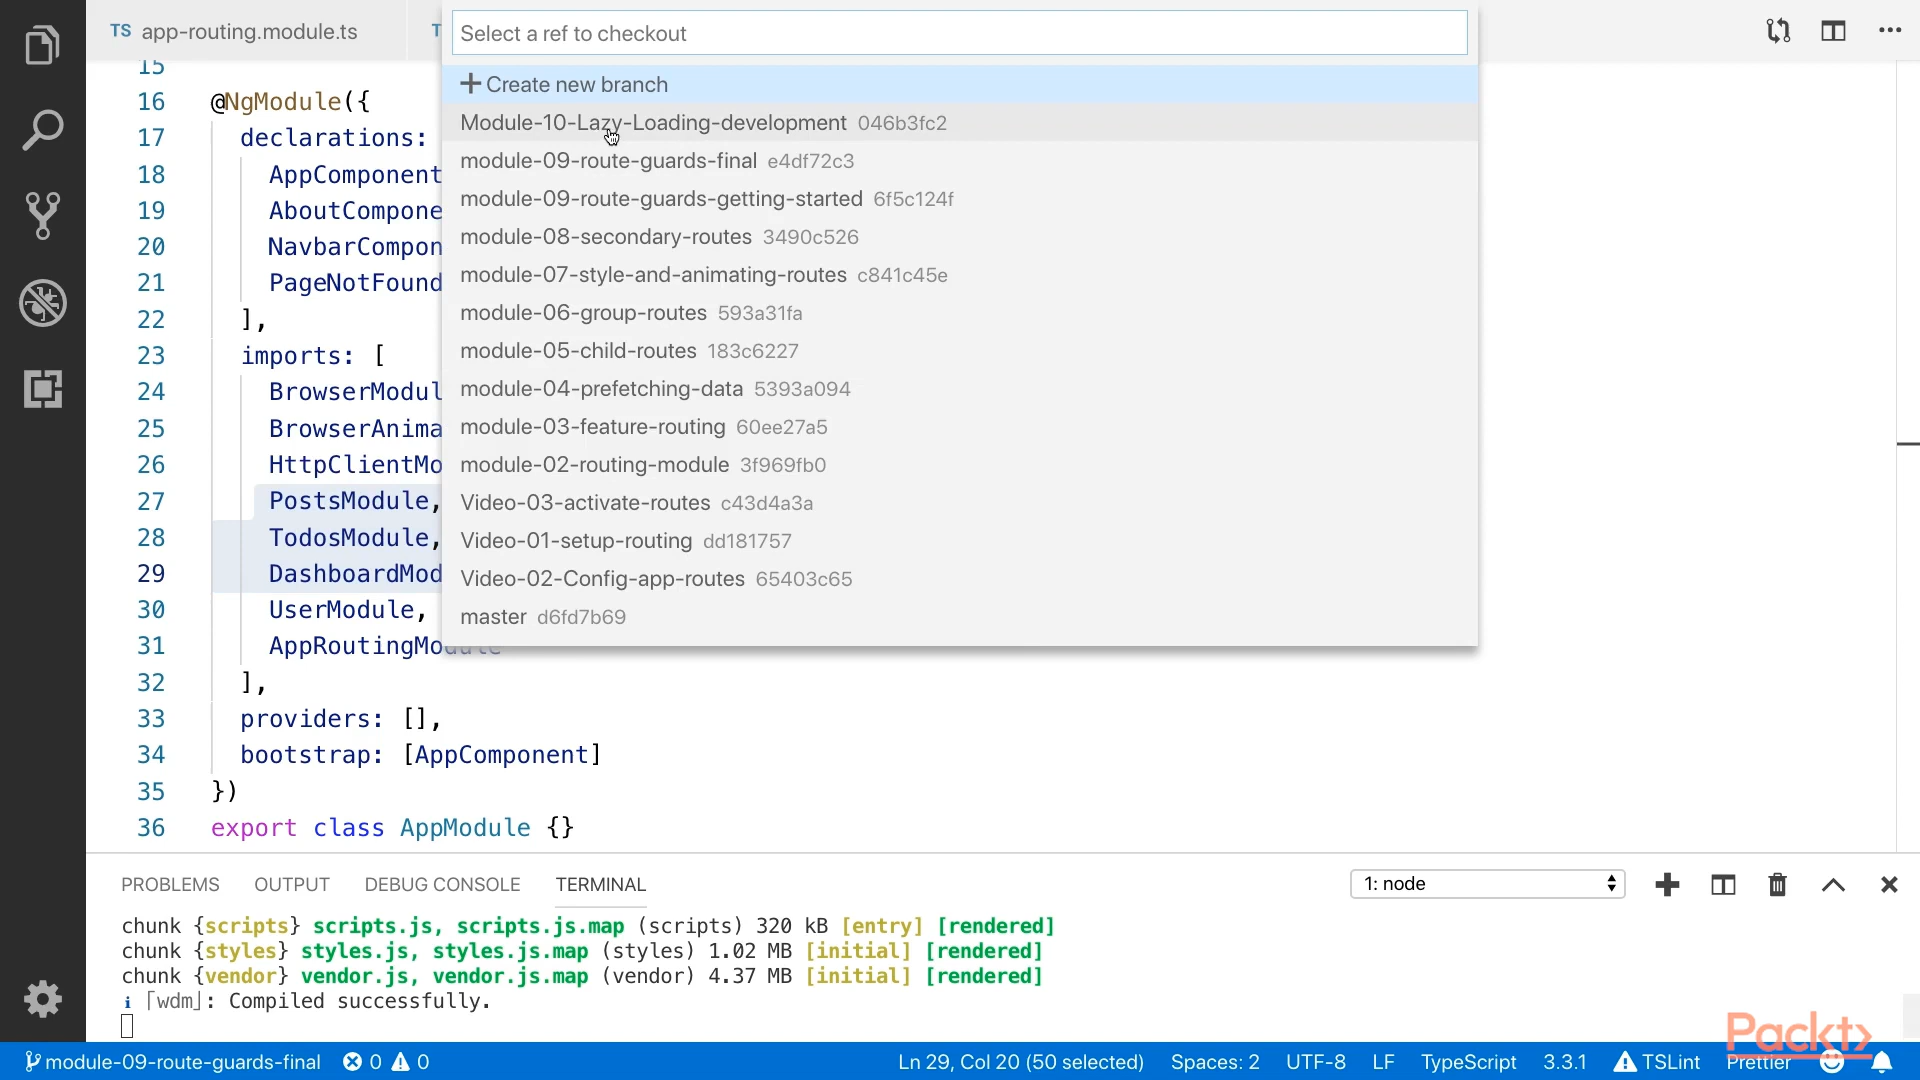 TS app-routing.module.ts
Select a ref to checkout
Create new branch
Module-10-Lazy-Loading-development 046b3fc2
module-09-route-guards-final e4df72c3
module-09-route-guards-getting-started 6f5c124f
module-08-secondary-routes 3490c526
module-07-style-and-animating-routes c841c45e
module-06-group-routes 593a31fa
module-05-child-routes 183c6227
module-04-prefetching-data 5393a094
module-03-feature-routing 60ee27a5
module-02-routing-module 3f969fb0
Video-03-activate-routes c43d4a3a
Video-01-setup-routing dd181757
Video-02-Config-app-routes 65403c65
master d6fd7b69
15
16 @NgModule({
17 declarations:
18 AppComponent
19 AboutCompone
20 NavbarCompon
21 PageNotFound
22 ],
23 imports: [
24 BrowserModul
25 BrowserAnima
26 HttpClientMo
27 PostsModule,
28 TodosModule,
29 DashboardMod
30 UserModule,
31 AppRoutingModule
32 ],
33 providers: [],
34 bootstrap: [AppComponent]
35 })
36 export class AppModule {}
PROBLEMS OUTPUT DEBUG CONSOLE TERMINAL 1: node
chunk {scripts} scripts.js, scripts.js.map (scripts) 320 kB [entry] [rendered]
chunk {styles} styles.js, styles.js.map (styles) 1.02 MB [initial] [rendered]
chunk {vendor} vendor.js, vendor.js.map (vendor) 4.37 MB [initial] [rendered]
i ｢wdm｣: Compiled successfully.
Packt>
module-09-route-guards-final 0 0 Ln 29, Col 20 (50 selected) Spaces: 2 UTF-8 LF TypeScript 3.3.1 TSLint Prettier